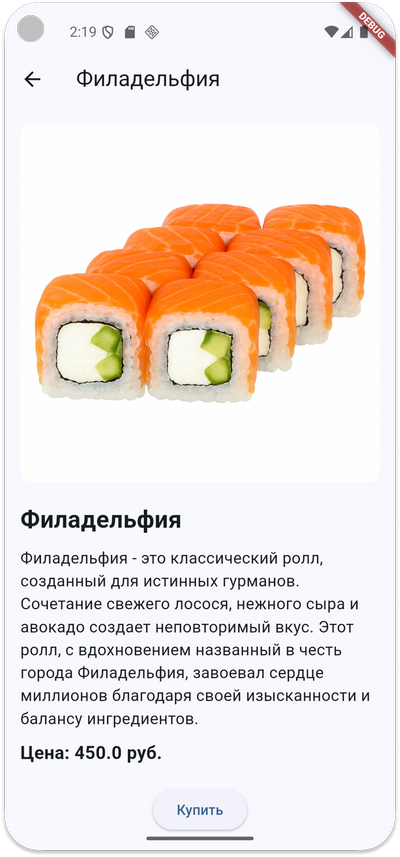 2:19
DEBUG
Филадельфия
Филадельфия
Филадельфия - это классический ролл,
созданный для истинных гурманов.
Сочетание свежего лосося, нежного сыра и
авокадо создает неповторимый вкус. Этот
ролл, с вдохновением названный в честь
города Филадельфия, завоевал сердце
миллионов благодаря своей изысканности и
балансу ингредиентов.
Цена: 450.0 руб.
Купить